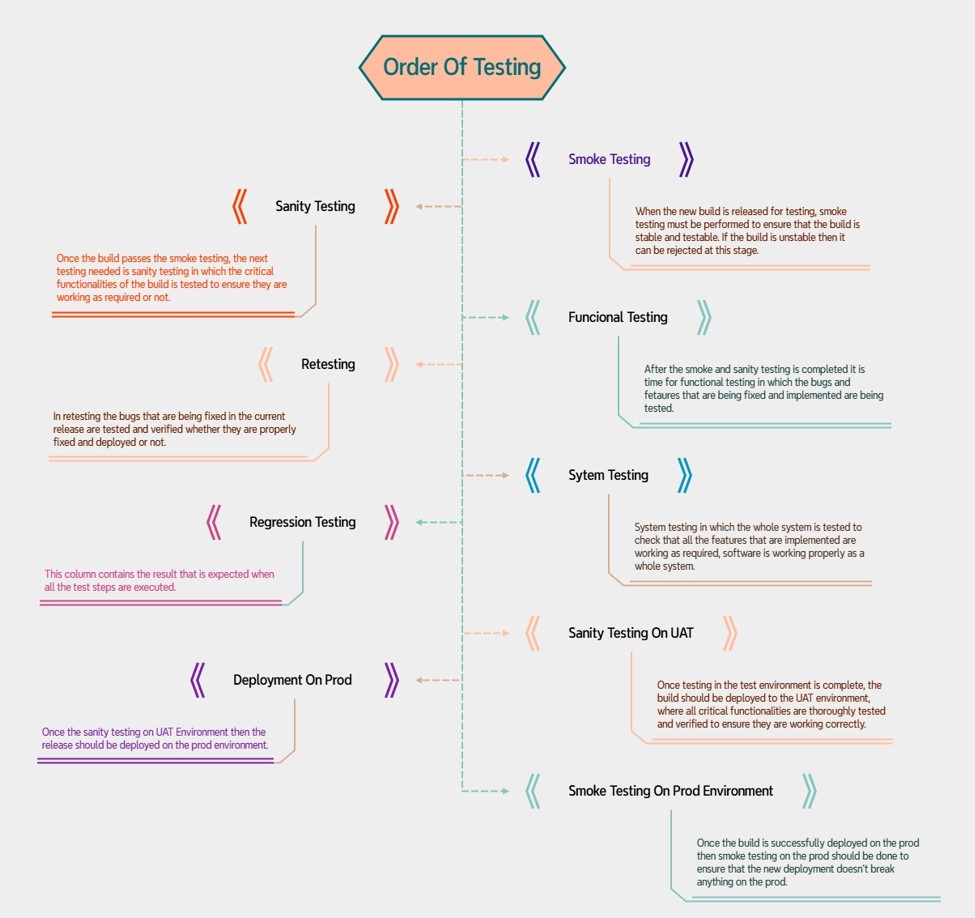 Order Of Testing
Smoke Testing
When the new build is released for testing, smoke
testing must be performed to ensure that the build is
stable and testable. If the build is unstable then it
can be rejected at this stage.
Sanity Testing
Once the build passes the smoke testing, the next
testing needed is sanity testing in which the critical
functionalities of the build is tested to ensure they are
working as required or not.
Funcional Testing
After the smoke and sanity testing is completed it is
time for functional testing in which the bugs and
fetaures that are being fixed and implemented are being
tested.
Retesting
In retesting the bugs that are being fixed in the current
release are tested and verified whether they are properly
fixed and deployed or not.
Sytem Testing
System testing in which the whole system is tested to
check that all the features that are implemented are
working as required, software is working properly as a
whole system.
Regression Testing
This column contains the result that is expected when
all the test steps are executed.
Sanity Testing On UAT
Once testing in the test environment is complete, the
build should be deployed to the UAT environment,
where all critical functionalities are thoroughly tested
and verified to ensure they are working correctly.
Deployment On Prod
Once the sanity testing on UAT Environment then the
release should be deployed on the prod environment.
Smoke Testing On Prod Environment
Once the build is successfully deployed on the prod
then smoke testing on the prod should be done to
ensure that the new deployment doesn't break
anything on the prod.